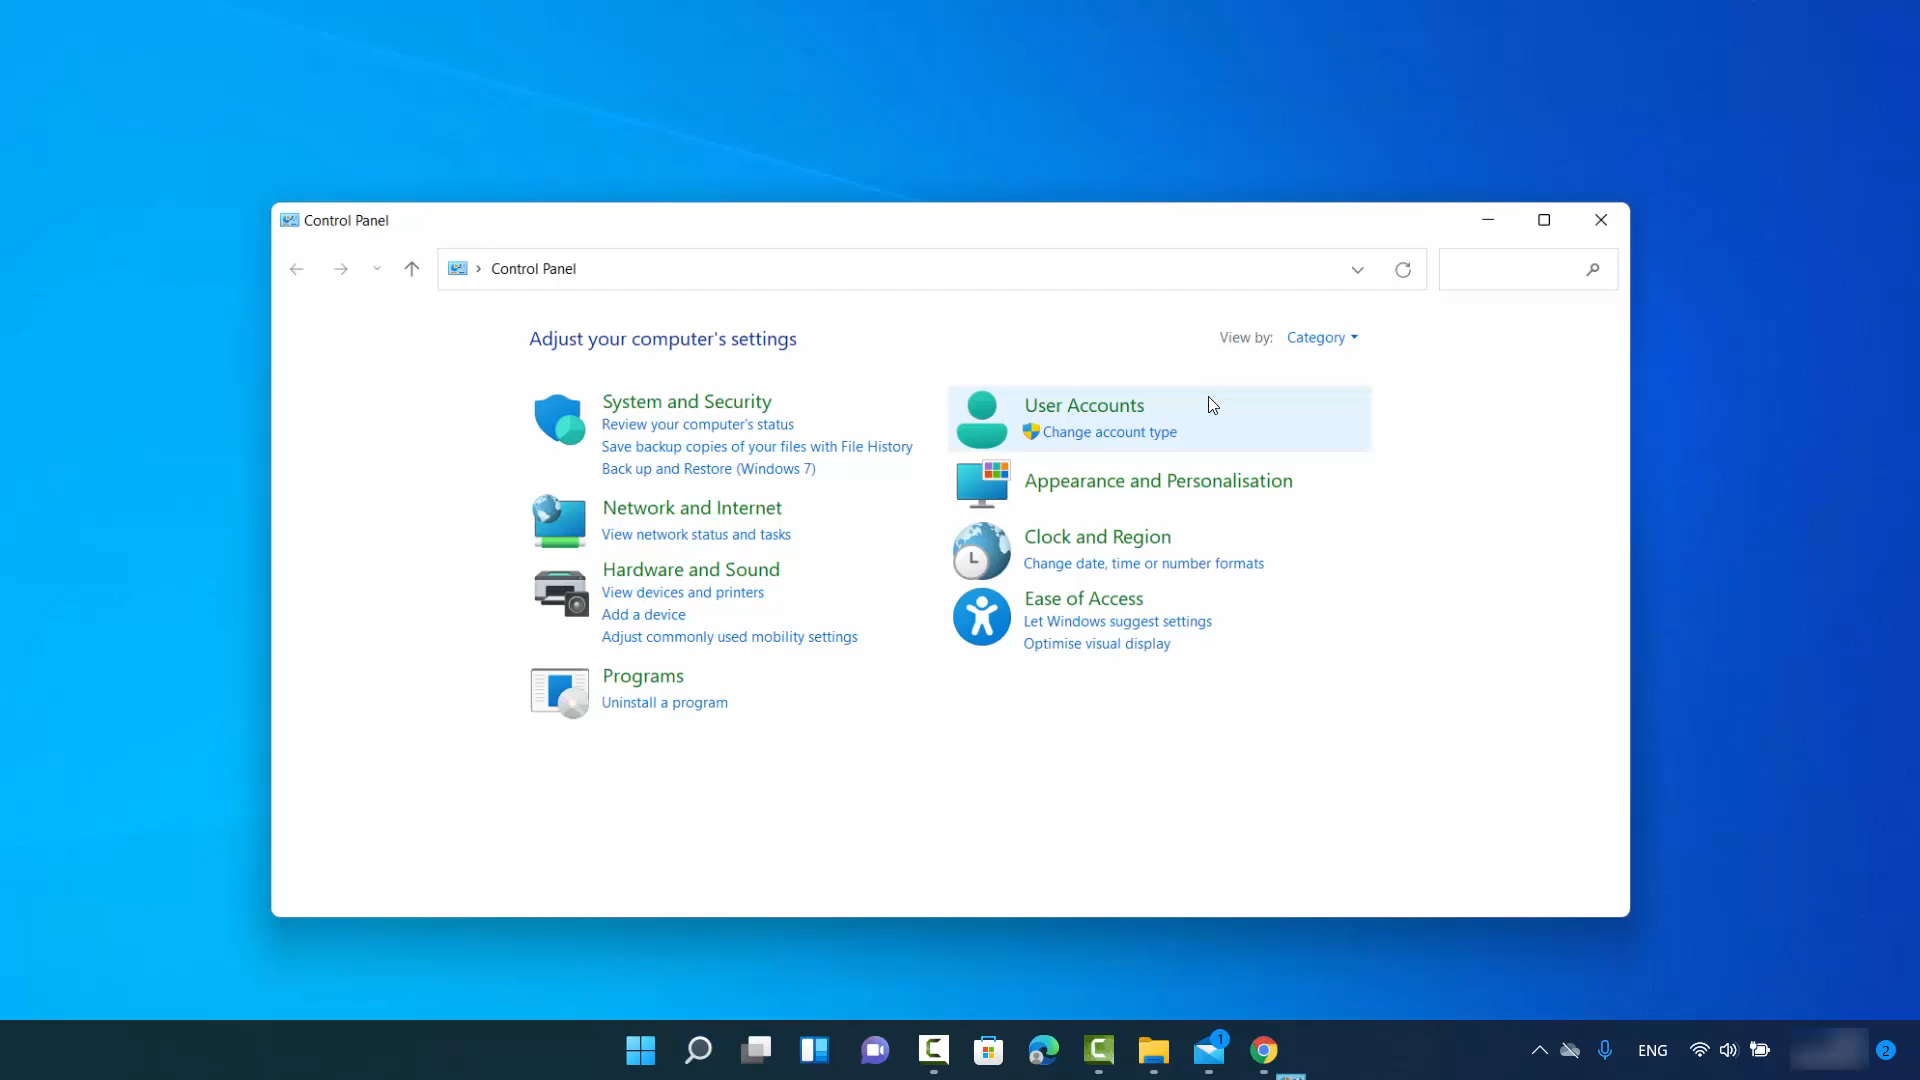 Control Panel
Control Panel
Adjust your computer's settings
View by: Category
System and Security
Review your computer's status
Save backup copies of your files with File History
Back up and Restore (Windows 7)
Network and Internet
View network status and tasks
Hardware and Sound
View devices and printers
Add a device
Adjust commonly used mobility settings
Programs
Uninstall a program
User Accounts
Change account type
Appearance and Personalisation
Clock and Region
Change date, time or number formats
Ease of Access
Let Windows suggest settings
Optimise visual display
1
ENG
2